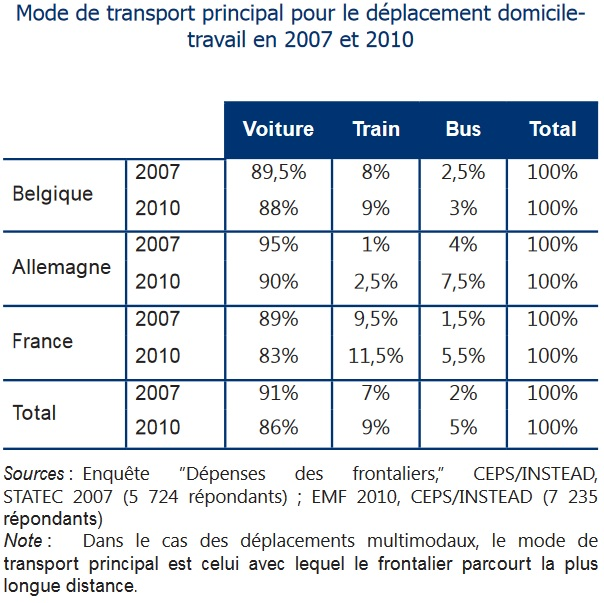 Mode de transport principal pour le déplacement domicile-
travail en 2007 et 2010
Voiture Train Bus Total
Belgique 2007 89,5% 8% 2,5% 100%
2010 88% 9% 3% 100%
Allemagne 2007 95% 1% 4% 100%
2010 90% 2,5% 7,5% 100%
France 2007 89% 9,5% 1,5% 100%
2010 83% 11,5% 5,5% 100%
Total 2007 91% 7% 2% 100%
2010 86% 9% 5% 100%
Sources : Enquête "Dépenses des frontaliers," CEPS/INSTEAD,
STATEC 2007 (5 724 répondants) ; EMF 2010, CEPS/INSTEAD (7 235
répondants)
Note : Dans le cas des déplacements multimodaux, le mode de
transport principal est celui avec lequel le frontalier parcourt la plus
longue distance.